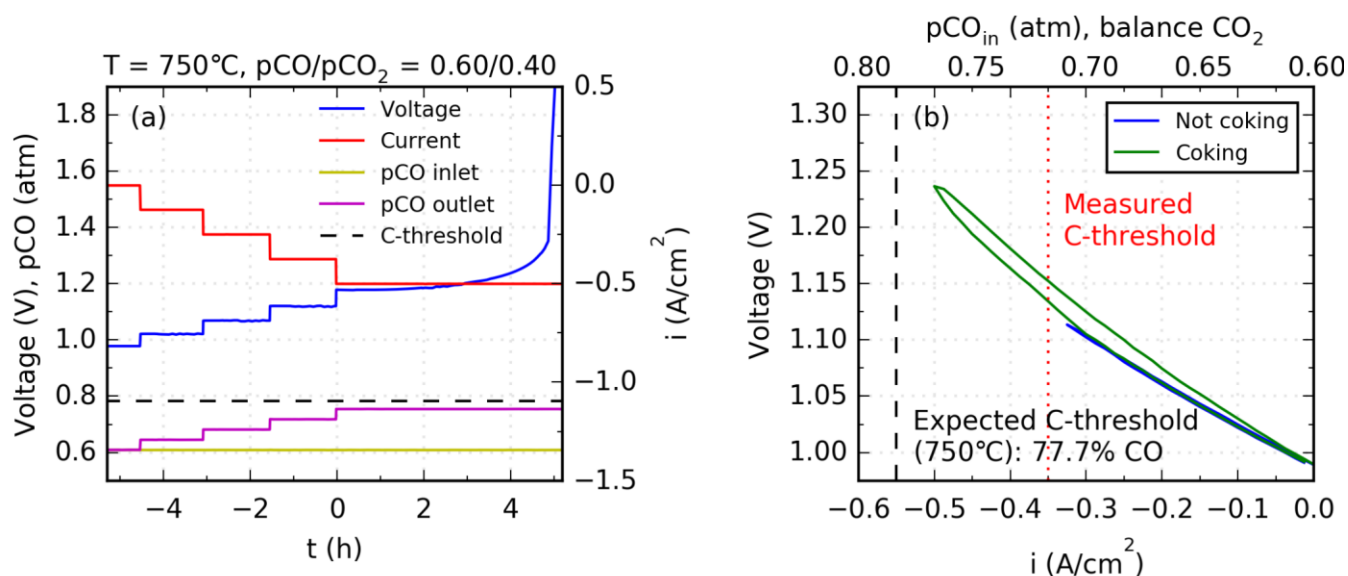 T = 750°C, pCO/pCO₂ = 0.60/0.40
(a)
Voltage
Current
pCO inlet
pCO outlet
C-threshold
Voltage (V), pCO (atm)
1.8
1.6
1.4
1.2
1.0
0.8
0.6
0.5
0.0
−0.5
−1.0
−1.5
i (A/cm²)
−4 −2 0 2 4
t (h)
pCOᵢₙ (atm), balance CO₂
0.80 0.75 0.70 0.65 0.60
(b)
Not coking
Coking
Measured
C-threshold
Expected C-threshold
(750°C): 77.7% CO
Voltage (V)
1.30
1.25
1.20
1.15
1.10
1.05
1.00
−0.6 −0.5 −0.4 −0.3 −0.2 −0.1 0.0
i (A/cm²)